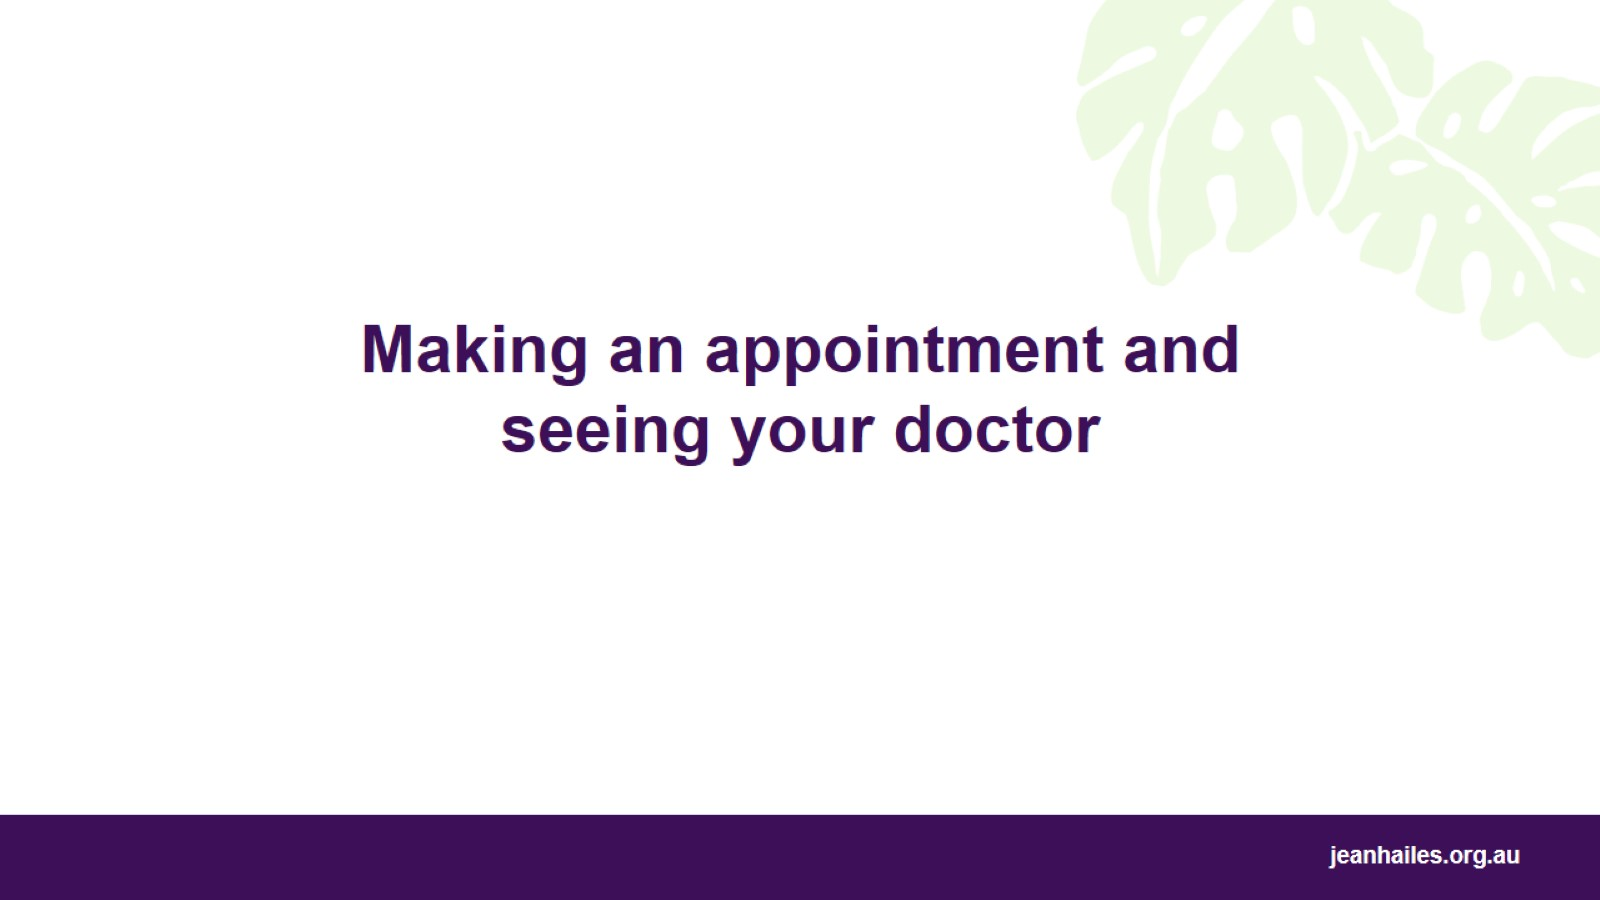 Making an appointment and
seeing your doctor
jeanhailes.org.au